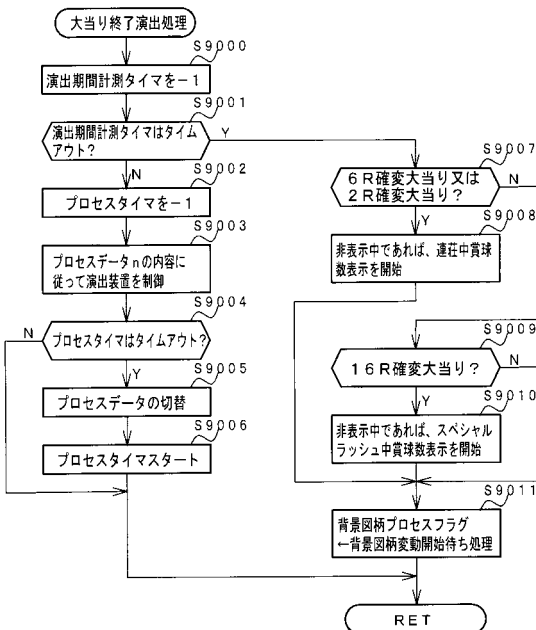 大当り終了演出処理
S9000
演出期間計測タイマを－1
S9001
演出期間計測タイマはタイム
アウト?
Y
N
S9002
プロセスタイマを－1
S9003
プロセスデータnの内容に
従って演出装置を制御
S9004
N
プロセスタイマはタイムアウト?
Y
S9005
プロセスデータの切替
S9006
プロセスタイマスタート
S9007
6R確変大当り又は
2R確変大当り?
N
Y
S9008
非表示中であれば、連荘中賞球
数表示を開始
S9009
16R確変大当り?
N
Y
S9010
非表示中であれば、スペシャル
ラッシュ中賞球数表示を開始
S9011
背景図柄プロセスフラグ
←背景図柄変動開始待ち処理
RET